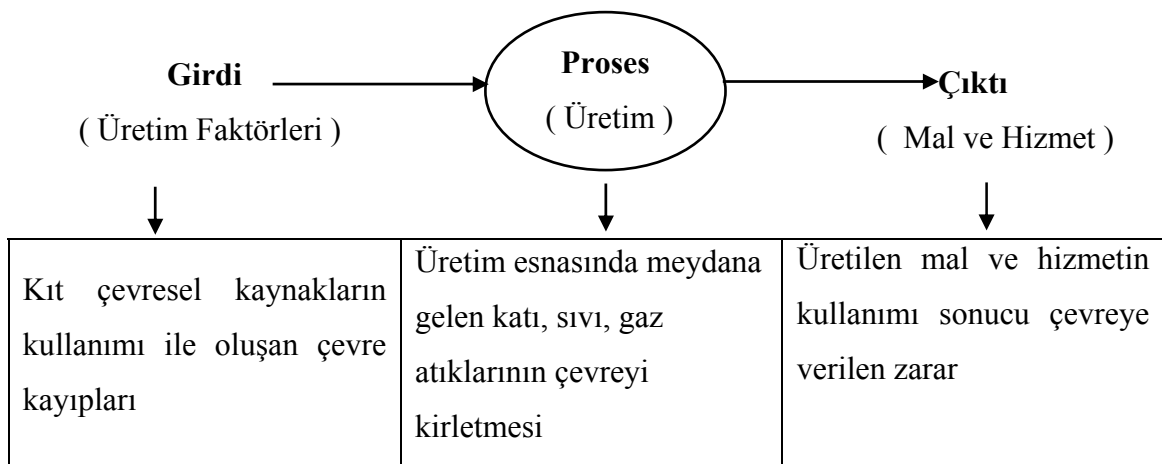 Girdi
( Üretim Faktörleri )
Proses
( Üretim )
Çıktı
( Mal ve Hizmet )
Kıt çevresel kaynakların
kullanımı ile oluşan çevre
kayıpları
Üretim esnasında meydana
gelen katı, sıvı, gaz
atıklarının çevreyi
kirletmesi
Üretilen mal ve hizmetin
kullanımı sonucu çevreye
verilen zarar